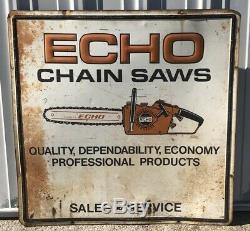 ECHO
CHAIN SAWS
ECHO
QUALITY, DEPENDABILITY, ECONOMY
PROFESSIONAL PRODUCTS
SALES • SERVICE